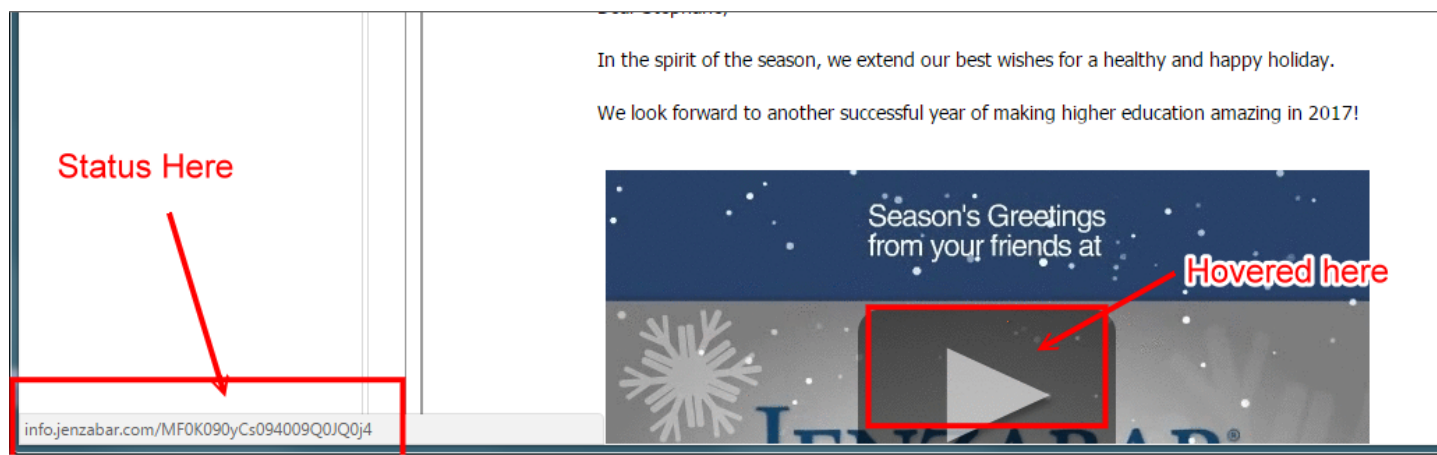 In the spirit of the season, we extend our best wishes for a healthy and happy holiday.
We look forward to another successful year of making higher education amazing in 2017!
Status Here
Season's Greetings
from your friends at
Hovered here
JENZABAR®
info.jenzabar.com/MF0K090yCs094009Q0JQ0j4